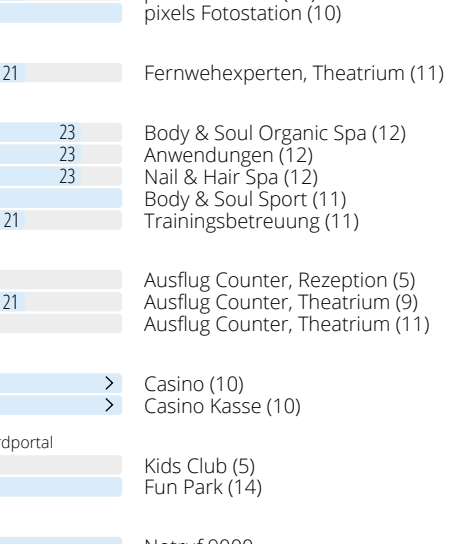 pixels Fotostation (10)
21 Fernwehexperten, Theatrium (11)
23 Body & Soul Organic Spa (12)
23 Anwendungen (12)
23 Nail & Hair Spa (12)
Body & Soul Sport (11)
21 Trainingsbetreuung (11)
Ausflug Counter, Rezeption (5)
21 Ausflug Counter, Theatrium (9)
Ausflug Counter, Theatrium (11)
> Casino (10)
> Casino Kasse (10)
rdportal
Kids Club (5)
Fun Park (14)